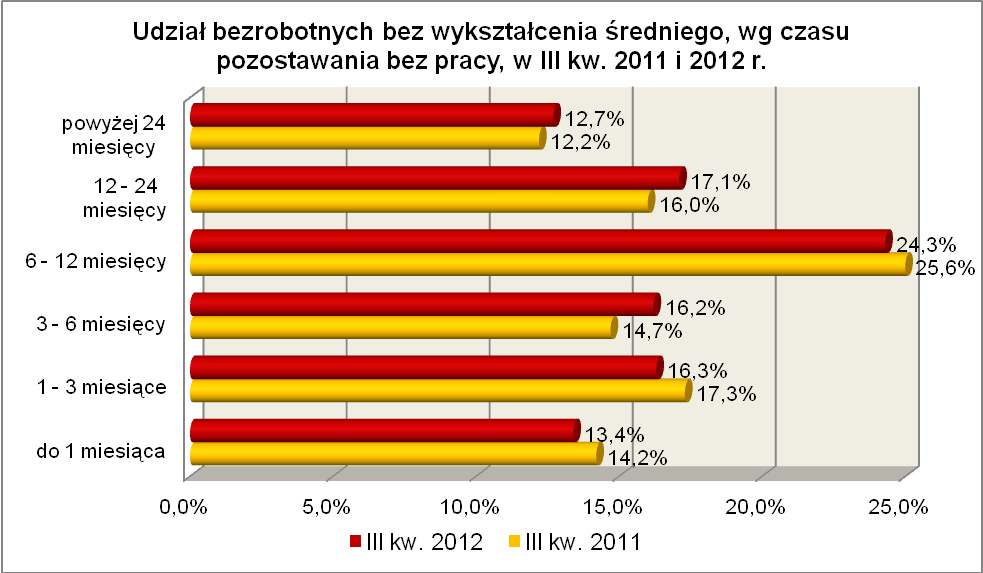 Udział bezrobotnych bez wykształcenia średniego, wg czasu
pozostawania bez pracy, w III kw. 2011 i 2012 r.
powyżej 24
miesięcy
12,7%
12,2%
12 - 24
miesięcy
17,1%
16,0%
6 - 12 miesięcy
24,3%
25,6%
3 - 6 miesięcy
16,2%
14,7%
1 - 3 miesiące
16,3%
17,3%
do 1 miesiąca
13,4%
14,2%
0,0% 5,0% 10,0% 15,0% 20,0% 25,0%
III kw. 2012 III kw. 2011